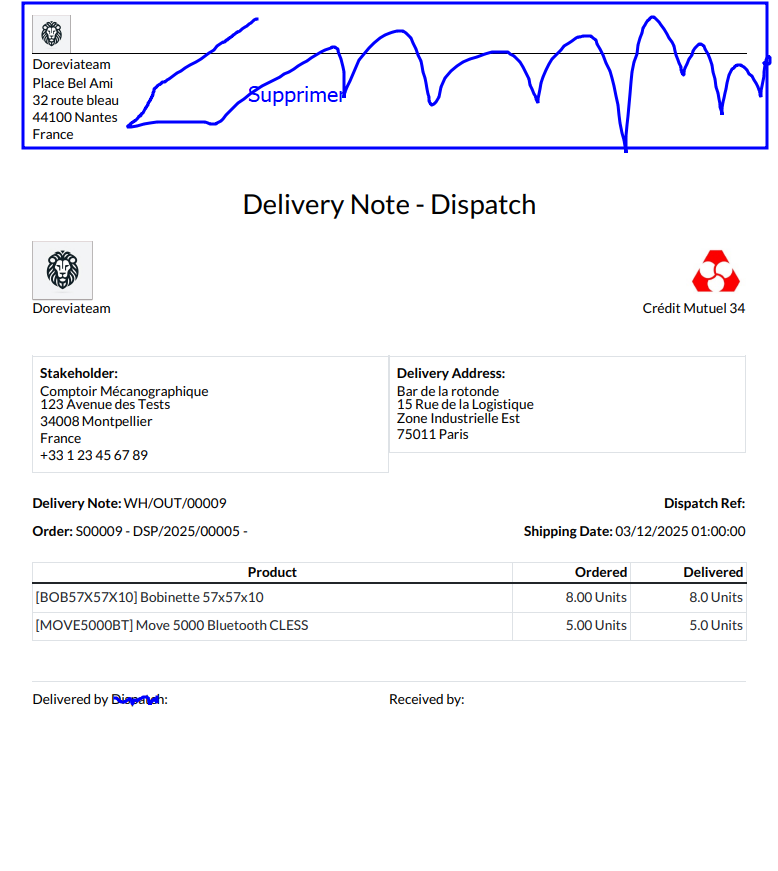 Doreviateam
Place Bel Ami
32 route bleau
44100 Nantes
France
Supprimer
Delivery Note - Dispatch
Doreviateam
Crédit Mutuel 34
Stakeholder:
Comptoir Mécanographique
123 Avenue des Tests
34008 Montpellier
France
+33 1 23 45 67 89
Delivery Address:
Bar de la rotonde
15 Rue de la Logistique
Zone Industrielle Est
75011 Paris
Delivery Note: WH/OUT/00009
Dispatch Ref:
Order: S00009 - DSP/2025/00005 -
Shipping Date: 03/12/2025 01:00:00
Product Ordered Delivered
[BOB57X57X10] Bobinette 57x57x10 8.00 Units 8.0 Units
[MOVE5000BT] Move 5000 Bluetooth CLESS 5.00 Units 5.0 Units
Delivered by Dispatch:
Received by: